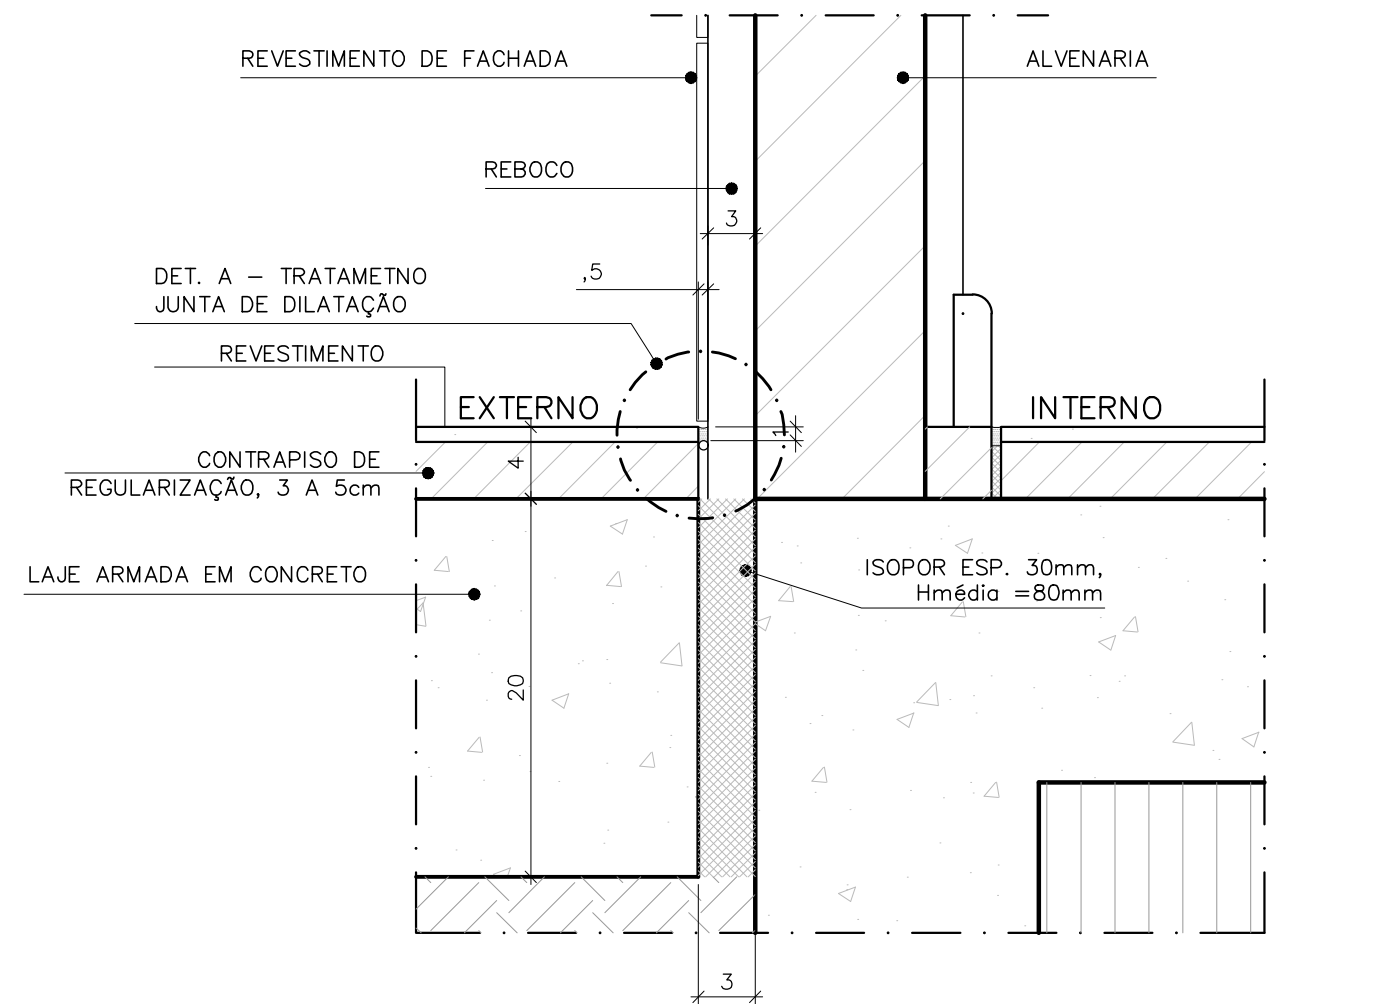 REVESTIMENTO DE FACHADA
ALVENARIA
REBOCO
3
DET. A – TRATAMETNO
JUNTA DE DILATAÇÃO
,5
REVESTIMENTO
EXTERNO
INTERNO
1
CONTRAPISO DE
REGULARIZAÇÃO, 3 A 5cm
4
LAJE ARMADA EM CONCRETO
ISOPOR ESP. 30mm,
Hmédia =80mm
20
3